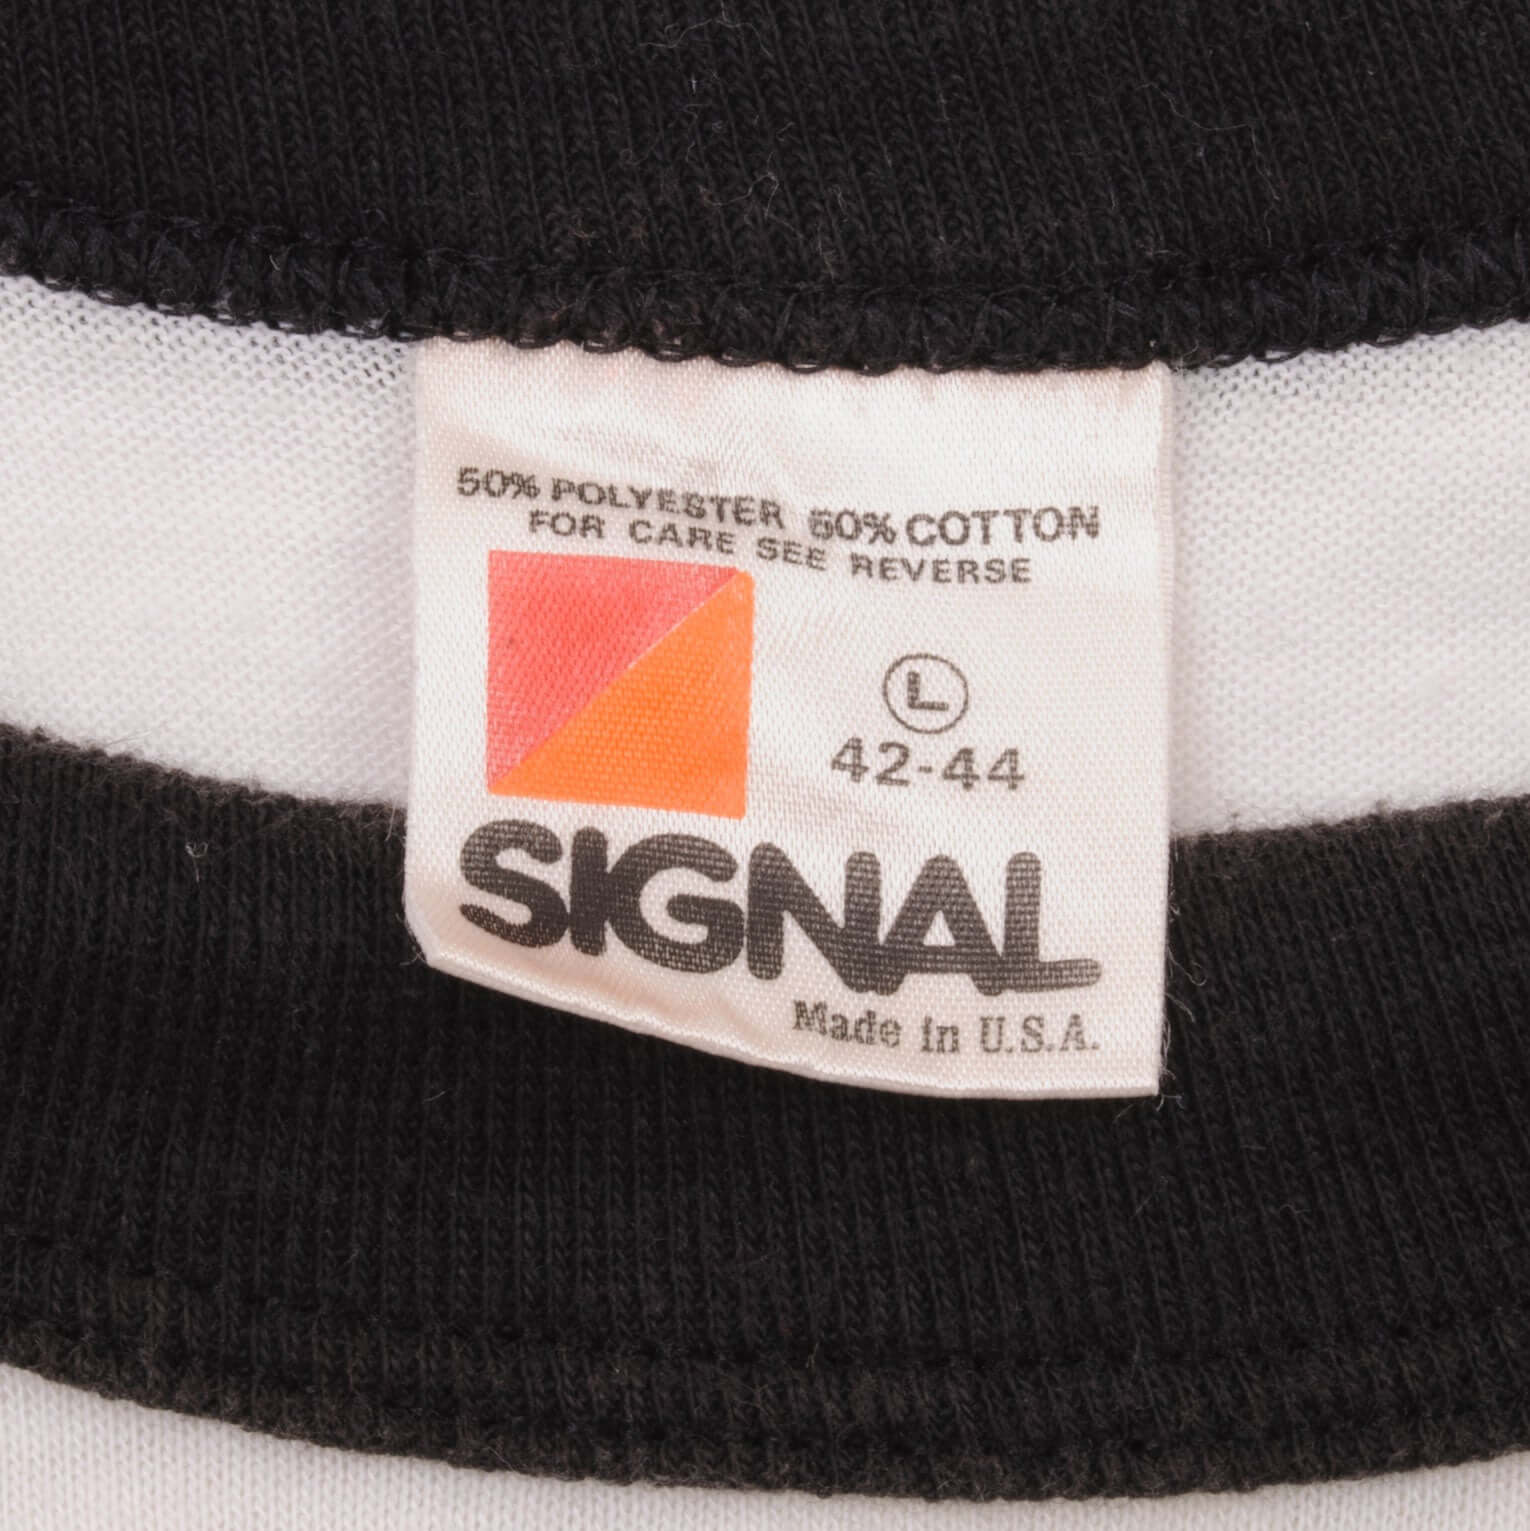 50% POLYESTER 50% COTTON
FOR CARE SEE REVERSE
L
42-44
SIGNAL
Made in U.S.A.